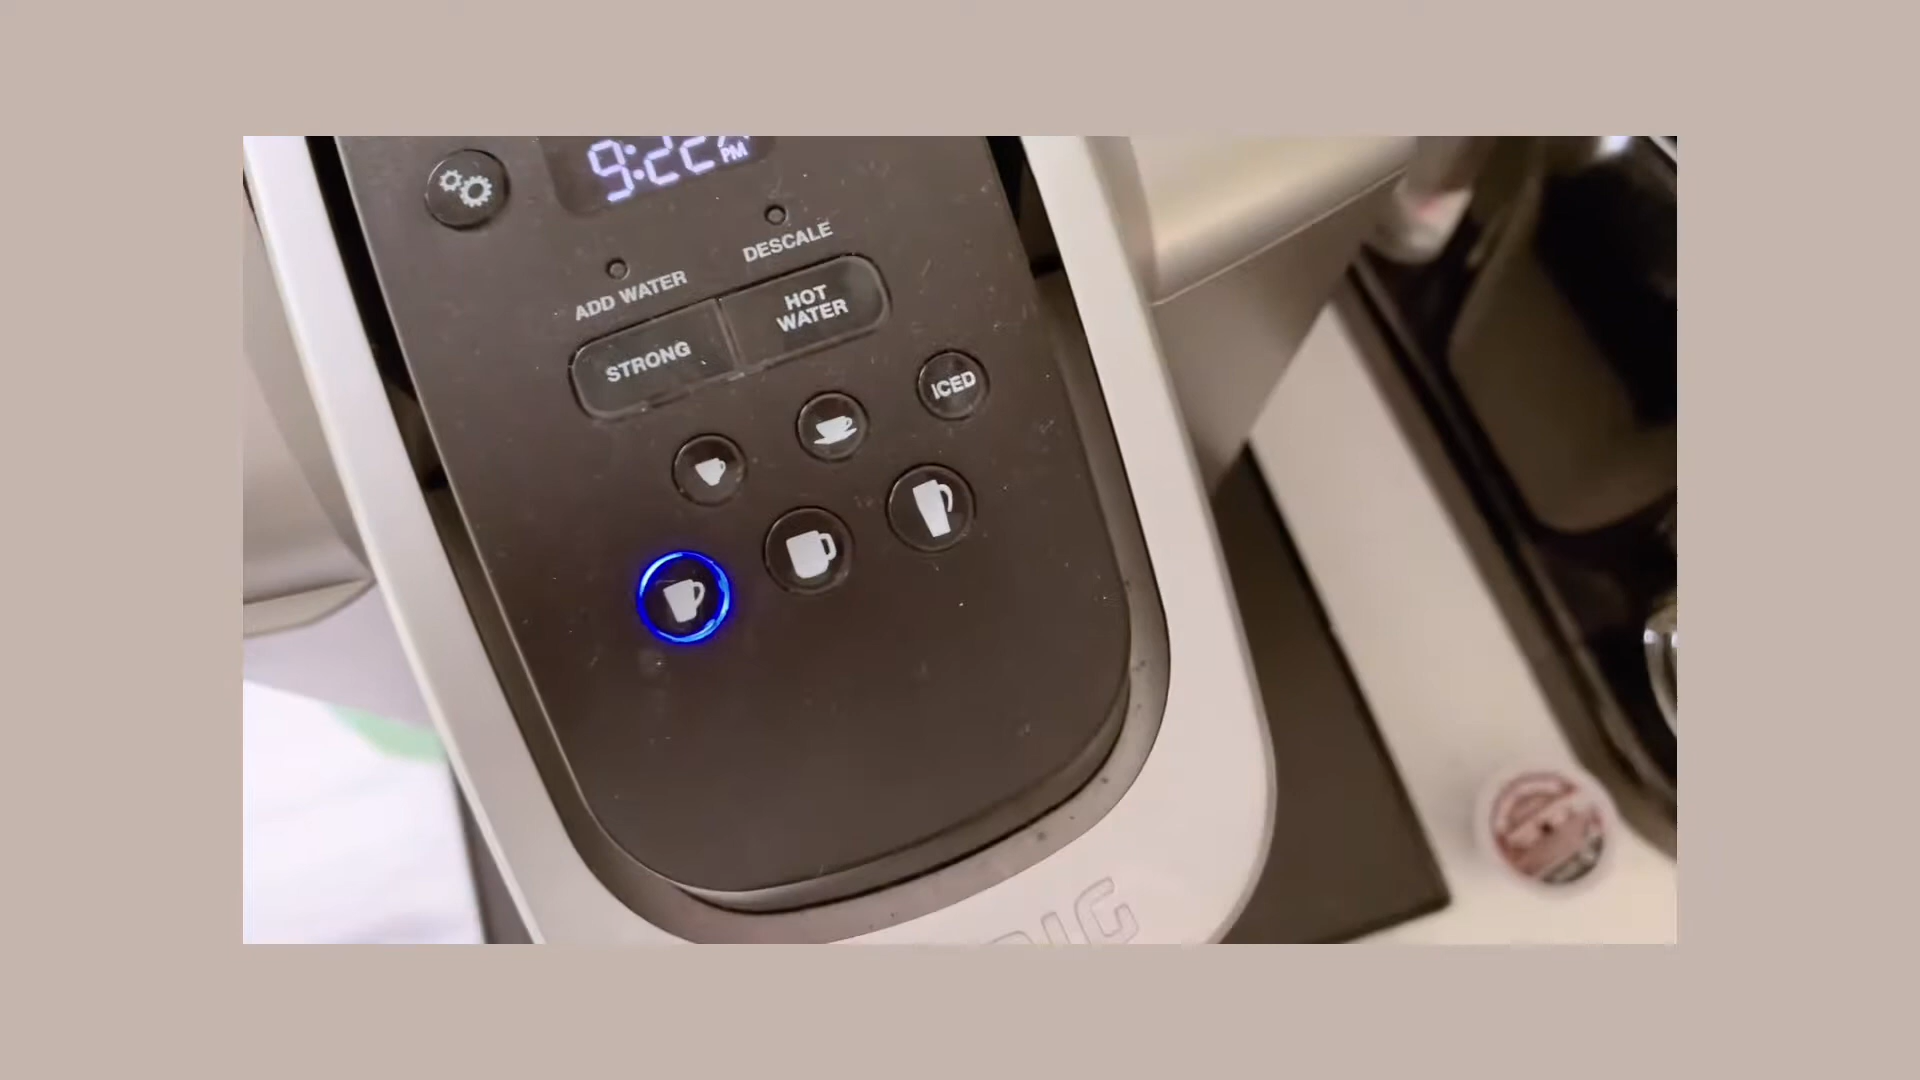 9:22
PM
DESCALE
ADD WATER
HOT
WATER
STRONG
ICED